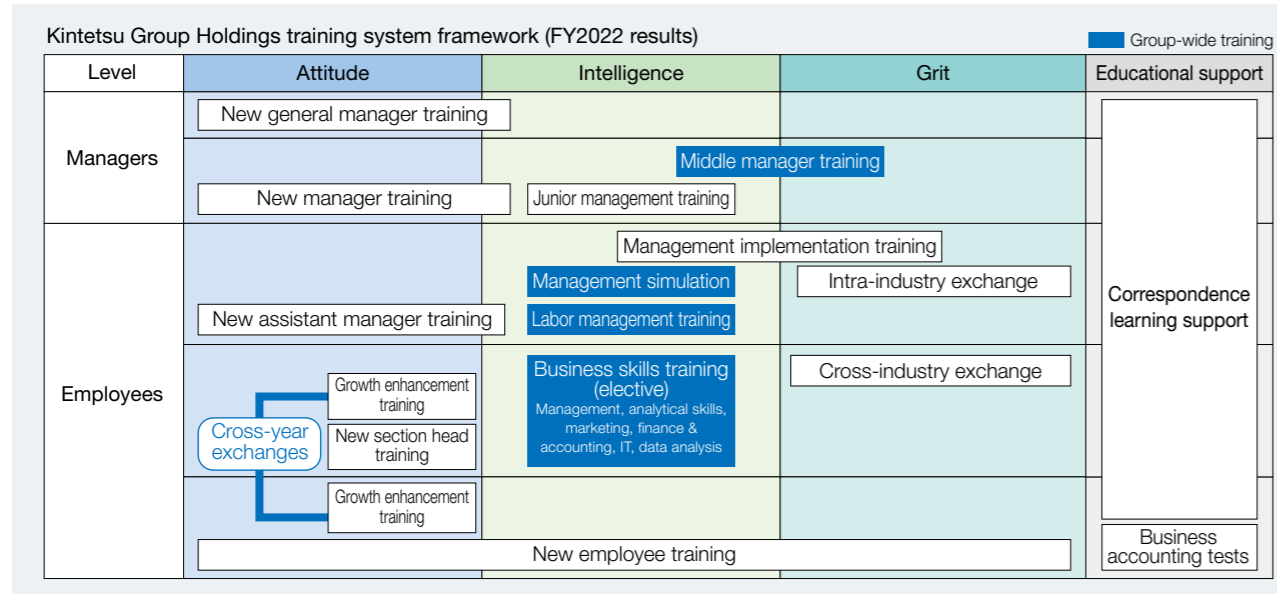 Kintetsu Group Holdings training system framework (FY2022 results)
Group-wide training
Level
Attitude
Intelligence
Grit
Educational support
Managers
New general manager training
Middle manager training
New manager training
Junior management training
Employees
Management implementation training
Management simulation
Intra-industry exchange
New assistant manager training
Labor management training
Correspondence
learning support
Business skills training
(elective)
Management, analytical skills,
marketing, finance &
accounting, IT, data analysis
Cross-industry exchange
Growth enhancement
training
Cross-year
exchanges
New section head
training
Growth enhancement
training
New employee training
Business
accounting tests